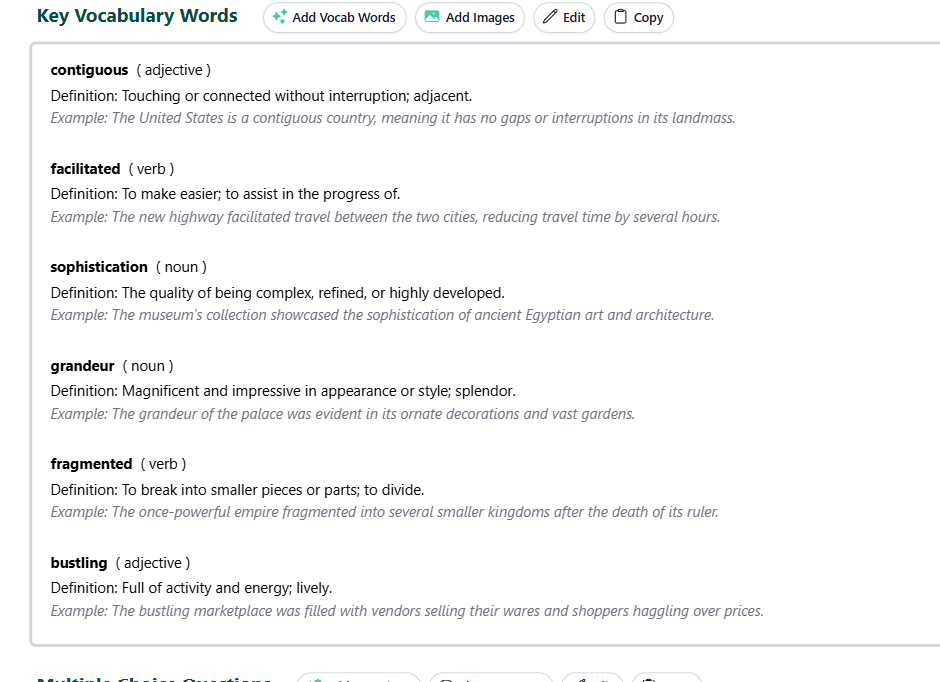 Key Vocabulary Words
Add Vocab Words
Add Images
Edit
Copy
contiguous ( adjective )
Definition: Touching or connected without interruption; adjacent.
Example: The United States is a contiguous country, meaning it has no gaps or interruptions in its landmass.
facilitated ( verb )
Definition: To make easier; to assist in the progress of.
Example: The new highway facilitated travel between the two cities, reducing travel time by several hours.
sophistication ( noun )
Definition: The quality of being complex, refined, or highly developed.
Example: The museum's collection showcased the sophistication of ancient Egyptian art and architecture.
grandeur ( noun )
Definition: Magnificent and impressive in appearance or style; splendor.
Example: The grandeur of the palace was evident in its ornate decorations and vast gardens.
fragmented ( verb )
Definition: To break into smaller pieces or parts; to divide.
Example: The once-powerful empire fragmented into several smaller kingdoms after the death of its ruler.
bustling ( adjective )
Definition: Full of activity and energy; lively.
Example: The bustling marketplace was filled with vendors selling their wares and shoppers haggling over prices.
Multiple Choice Questions